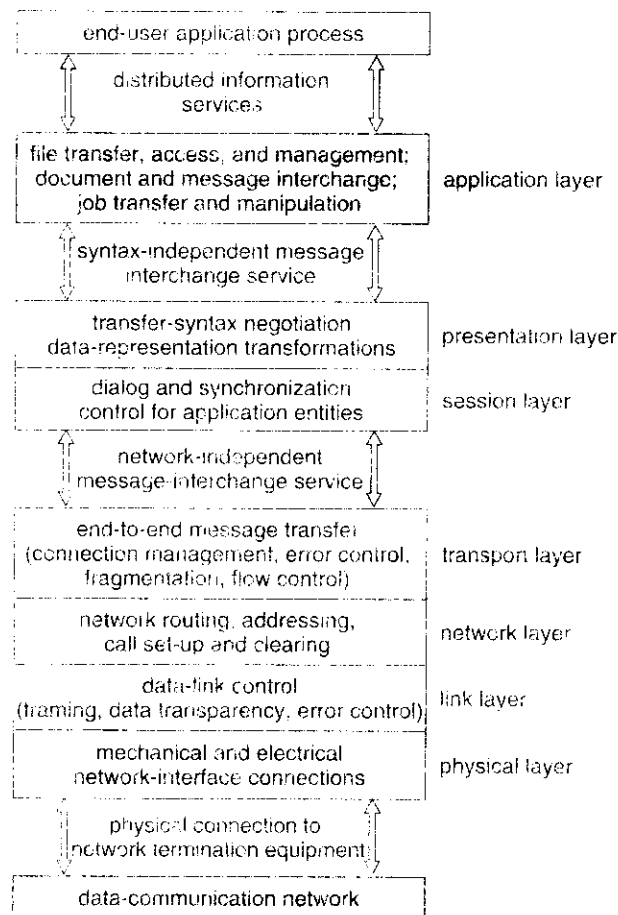 end-user application process
distributed information
services
file transfer, access, and management;
document and message interchange;
job transfer and manipulation
application layer
syntax-independent message
interchange service
transfer-syntax negotiation
data-representation transformations
presentation layer
dialog and synchronization
control for application entities
session layer
network-independent
message-interchange service
end-to-end message transfer
(connection management, error control,
fragmentation, flow control)
transport layer
network routing, addressing,
call set-up and clearing
network layer
data-link control
(framing, data transparency, error control)
link layer
mechanical and electrical
network-interface connections
physical layer
physical connection to
network termination equipment
data-communication network